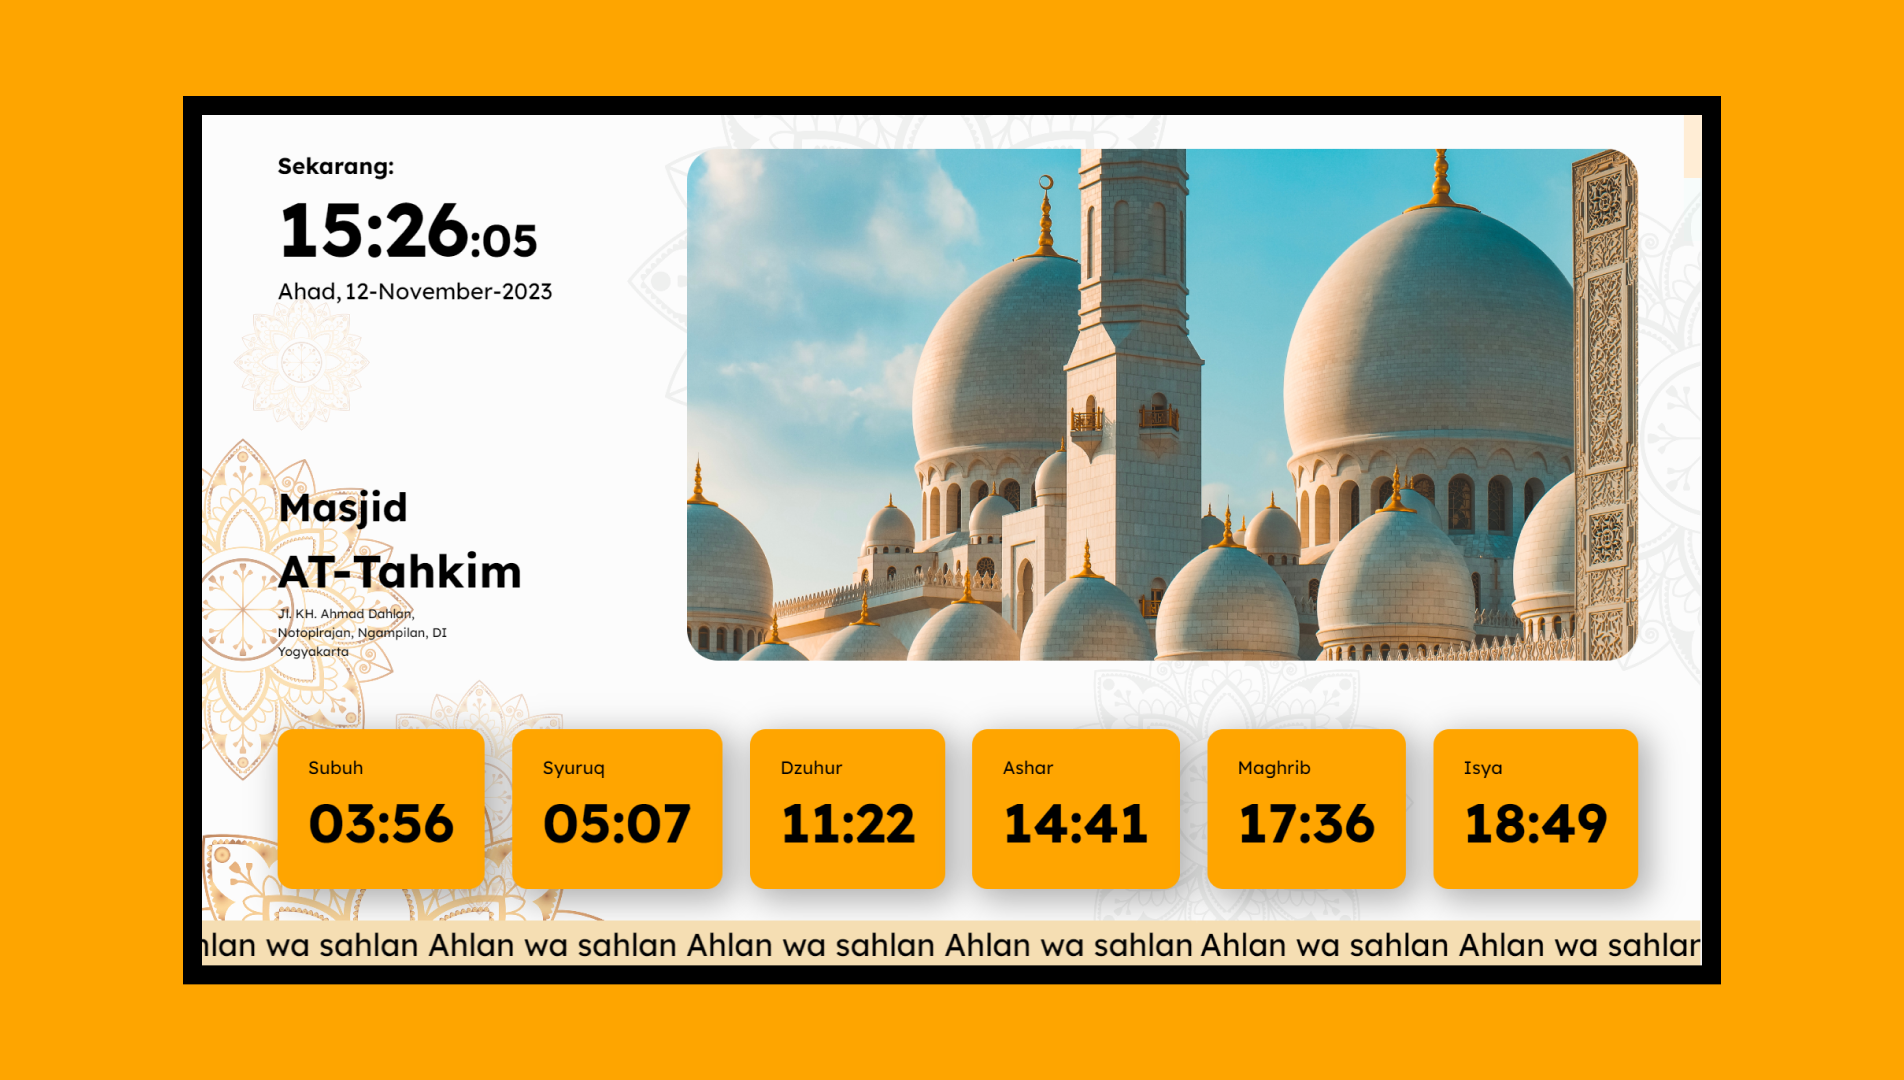 Sekarang:
15:26:05
Ahad, 12-November-2023
Masjid
AT-Tahkim
Jl. KH. Ahmad Dahlan,
Notoplrajan, Ngampilan, DI
Yogyakarta
Subuh
03:56
Syuruq
05:07
Dzuhur
11:22
Ashar
14:41
Maghrib
17:36
Isya
18:49
hlan wa sahlan Ahlan wa sahlan Ahlan wa sahlan Ahlan wa sahlan Ahlan wa sahlan Ahlan wa sahlan